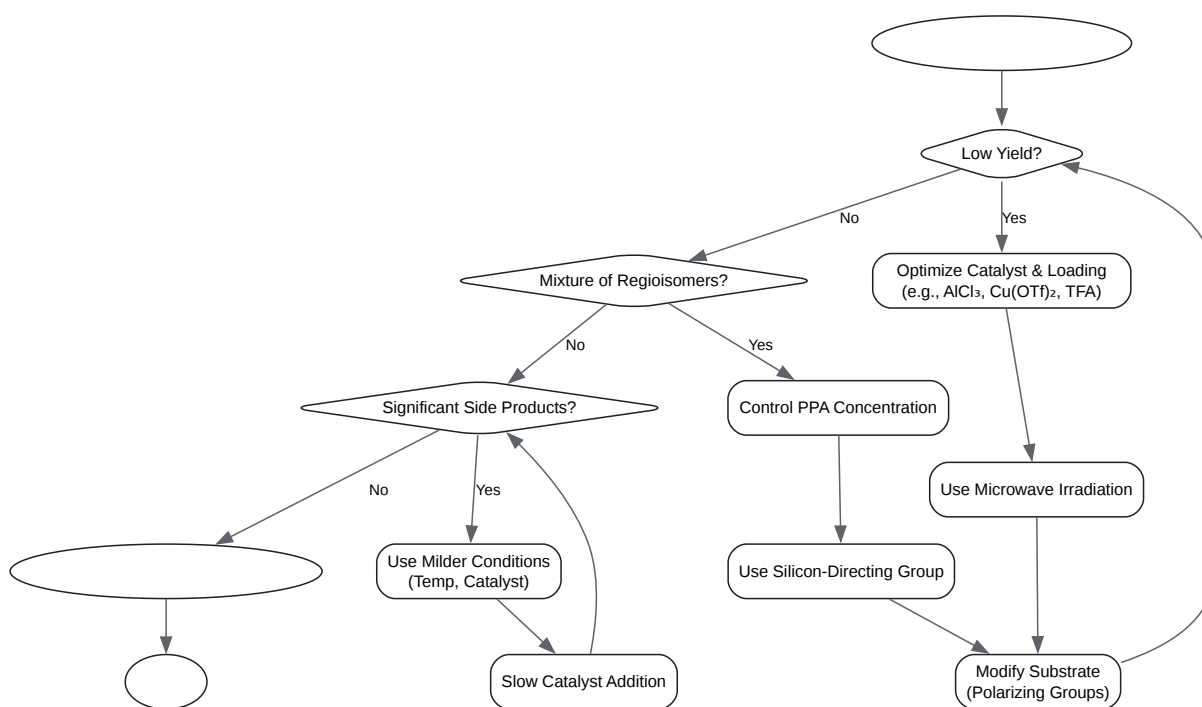 Low Yield?
No
Yes
Mixture of Regioisomers?
Optimize Catalyst & Loading
(e.g., AlCl₃, Cu(OTf)₂, TFA)
No
Yes
Significant Side Products?
Control PPA Concentration
No
Yes
Use Microwave Irradiation
Use Milder Conditions
(Temp, Catalyst)
Use Silicon-Directing Group
Slow Catalyst Addition
Modify Substrate
(Polarizing Groups)